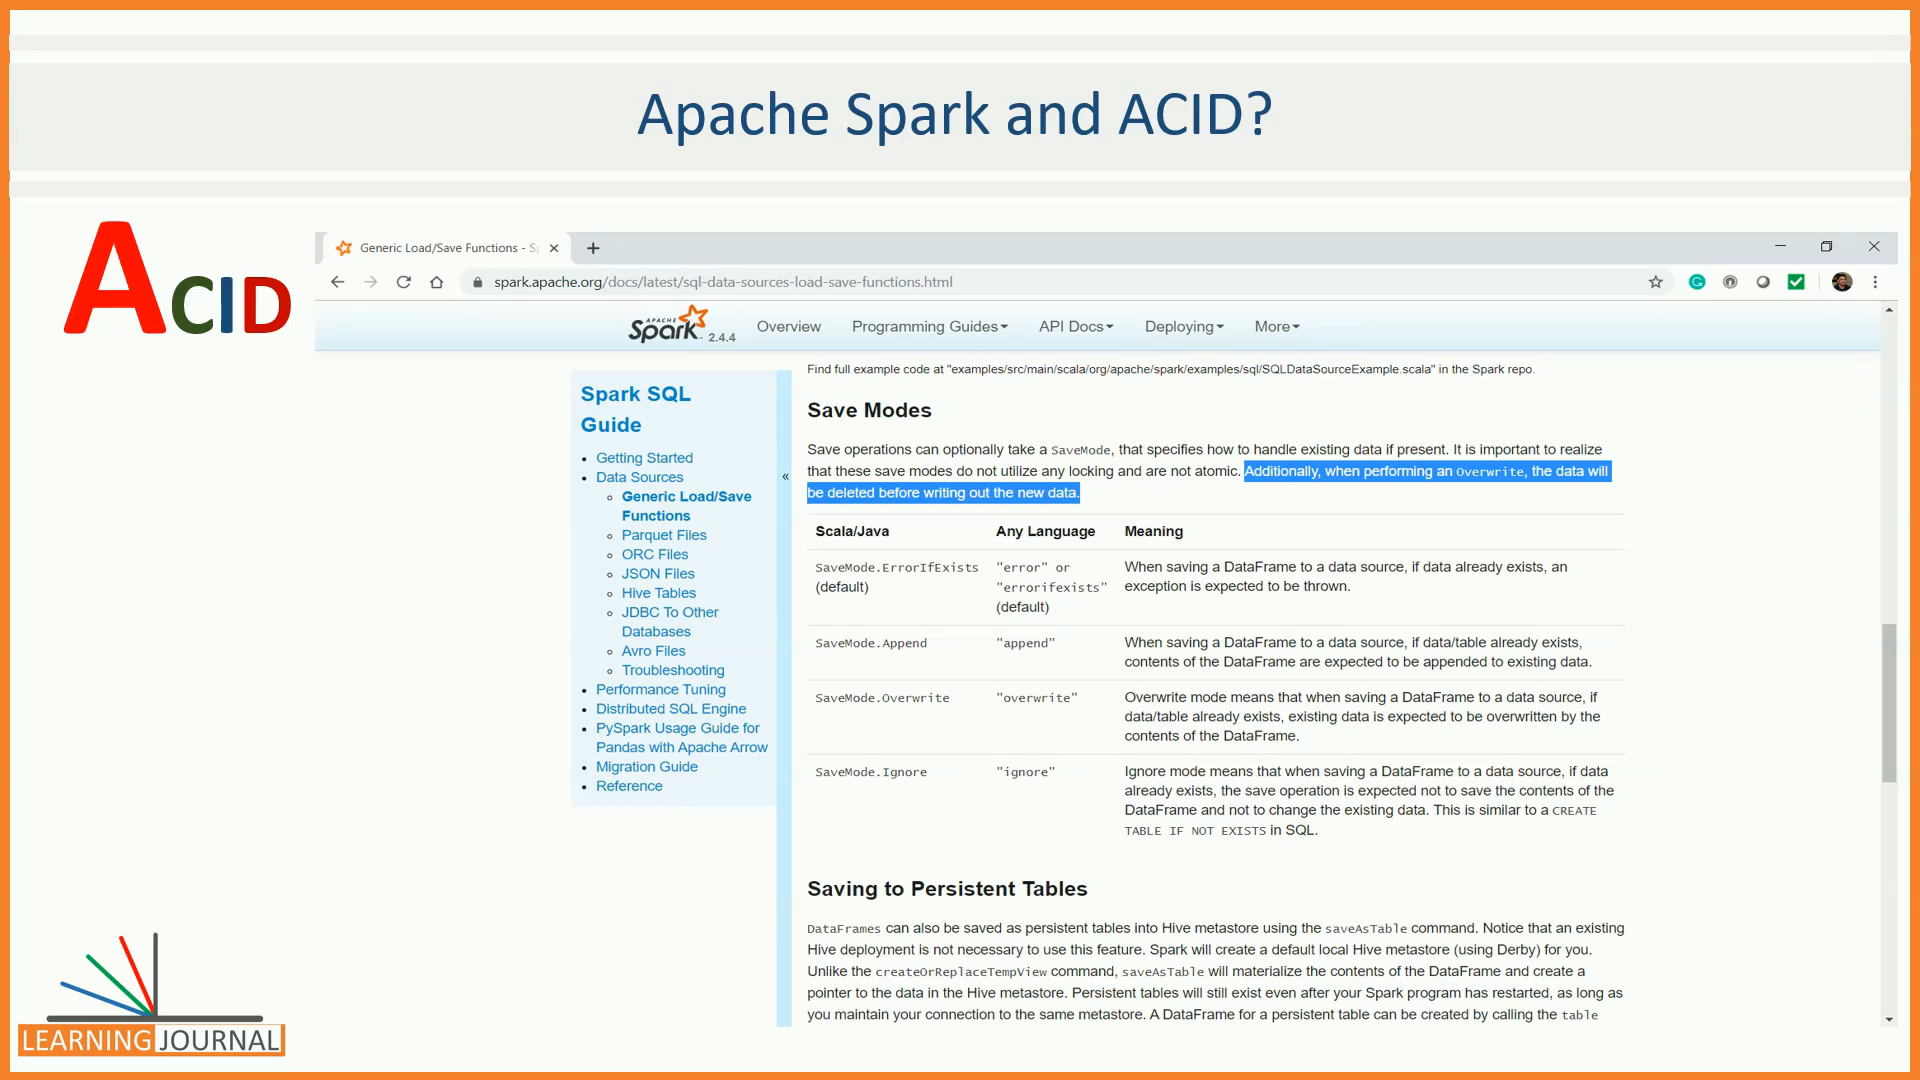 Apache Spark and ACID?
ACID
Generic Load/Save Functions - Sp
spark.apache.org/docs/latest/sql-data-sources-load-save-functions.html
APACHE Spark 2.4.4 Overview Programming Guides API Docs Deploying More
Find full example code at "examples/src/main/scala/org/apache/spark/examples/sql/SQLDataSourceExample.scala" in the Spark repo.
Spark SQL
Guide
Getting Started
Data Sources
Generic Load/Save
Functions
Parquet Files
ORC Files
JSON Files
Hive Tables
JDBC To Other
Databases
Avro Files
Troubleshooting
Performance Tuning
Distributed SQL Engine
PySpark Usage Guide for
Pandas with Apache Arrow
Migration Guide
Reference
«
Save Modes
Save operations can optionally take a SaveMode, that specifies how to handle existing data if present. It is important to realize
that these save modes do not utilize any locking and are not atomic. Additionally, when performing an Overwrite, the data will
be deleted before writing out the new data.
Scala/Java Any Language Meaning
SaveMode.ErrorIfExists "error" or When saving a DataFrame to a data source, if data already exists, an
(default) "errorifexists" exception is expected to be thrown.
(default)
SaveMode.Append "append" When saving a DataFrame to a data source, if data/table already exists,
contents of the DataFrame are expected to be appended to existing data.
SaveMode.Overwrite "overwrite" Overwrite mode means that when saving a DataFrame to a data source, if
data/table already exists, existing data is expected to be overwritten by the
contents of the DataFrame.
SaveMode.Ignore "ignore" Ignore mode means that when saving a DataFrame to a data source, if data
already exists, the save operation is expected not to save the contents of the
DataFrame and not to change the existing data. This is similar to a CREATE
TABLE IF NOT EXISTS in SQL.
Saving to Persistent Tables
DataFrames can also be saved as persistent tables into Hive metastore using the saveAsTable command. Notice that an existing
Hive deployment is not necessary to use this feature. Spark will create a default local Hive metastore (using Derby) for you.
Unlike the createOrReplaceTempView command, saveAsTable will materialize the contents of the DataFrame and create a
pointer to the data in the Hive metastore. Persistent tables will still exist even after your Spark program has restarted, as long as
you maintain your connection to the same metastore. A DataFrame for a persistent table can be created by calling the table
LEARNING JOURNAL